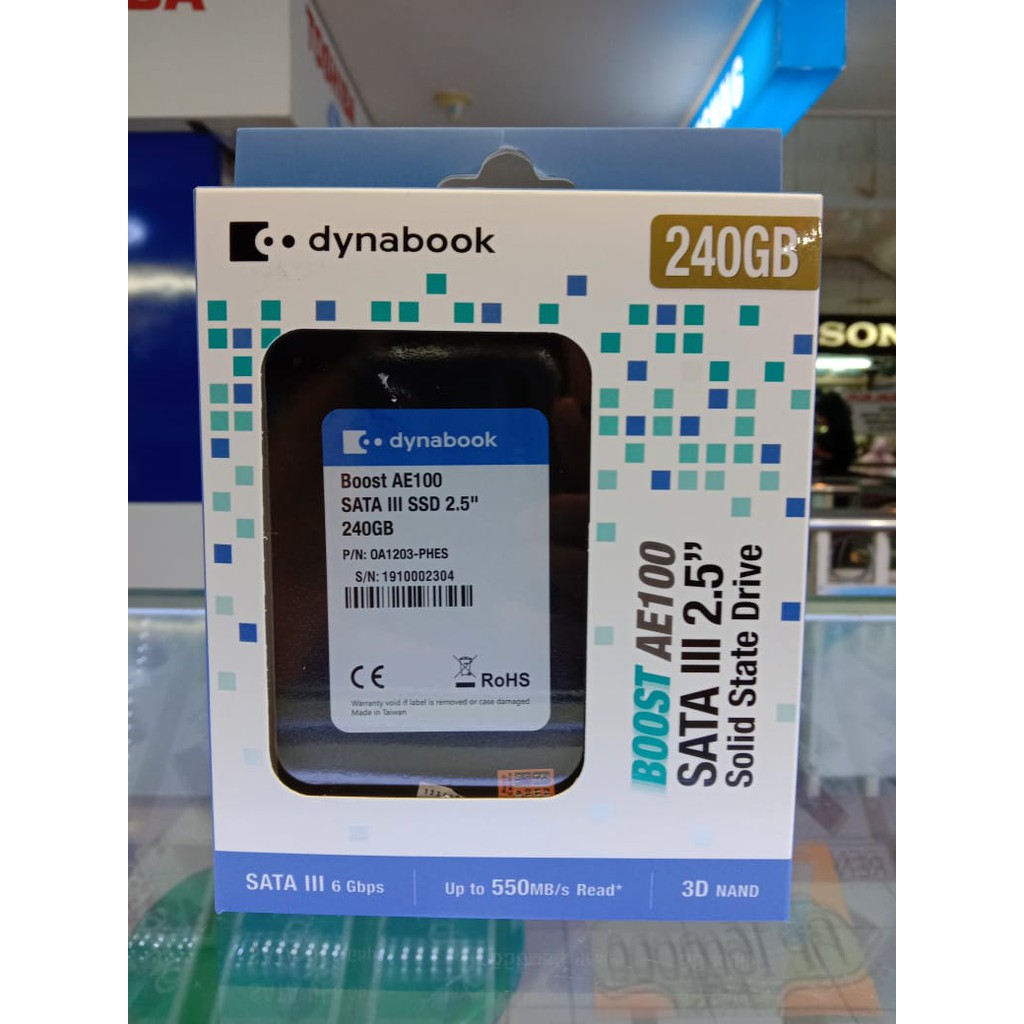 TOSHIBA
SON
dynabook
240GB
dynabook
Boost AE100
SATA III SSD 2.5"
240GB
P/N: OA1203-PHES
S/N: 1910002304
CE
RoHS
Warranty void if label is removed or case damaged
Made in Taiwan
BOOST AE100
SATA III 2.5”
Solid State Drive
SATA III 6 Gbps
Up to 550MB/s Read*
3D NAND